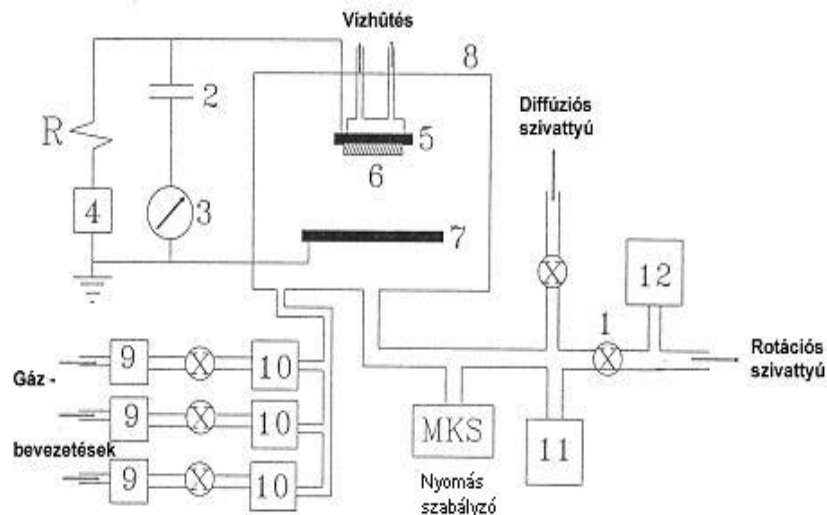 Vízhűtés
8
Diffúziós
szivattyú
2
R
5
6
4
3
7
12
1
Rotációs
szivattyú
9
X
10
Gáz -
9
X
10
bevezetések
9
X
10
X
X
MKS
11
Nyomás
szabályzó